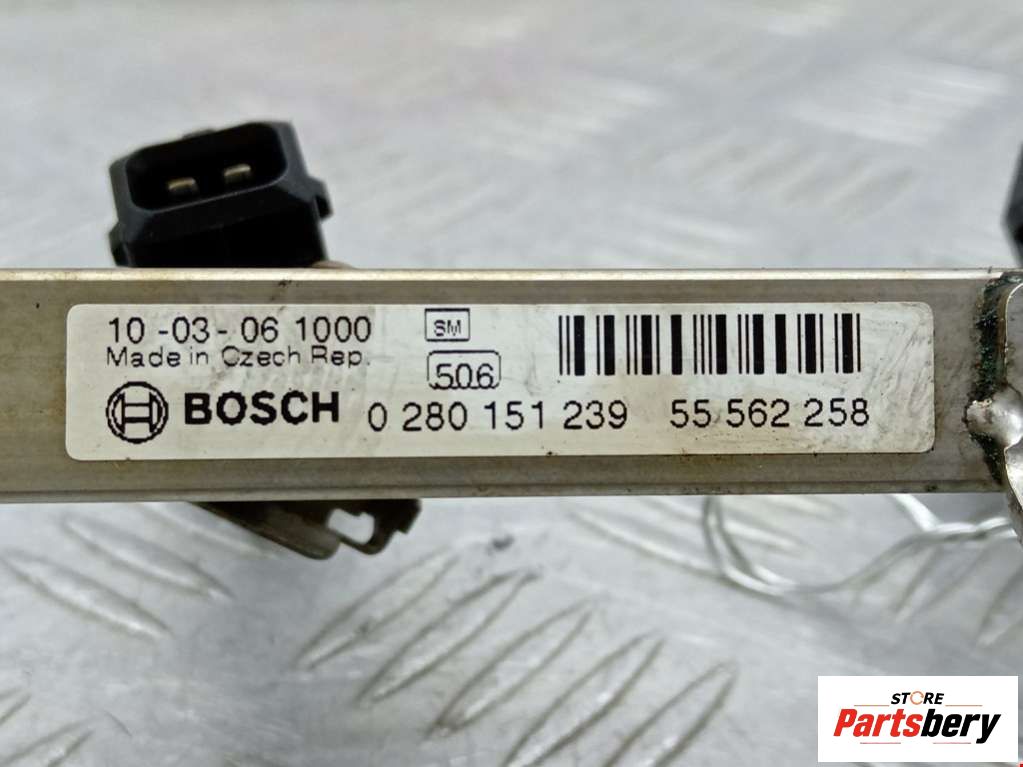 10 -03- 06 1000 SM
Made in Czech Rep. 506
BOSCH 0 280 151 239 55 562 258
STORE
Partsbery